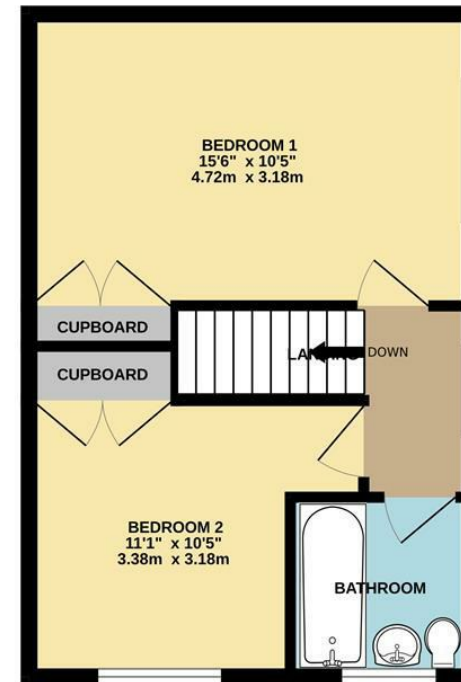 BEDROOM 1
15'6" x 10'5"
4.72m x 3.18m
CUPBOARD
DOWN
CUPBOARD
BEDROOM 2
11'1" x 10'5"
3.38m x 3.18m
BATHROOM